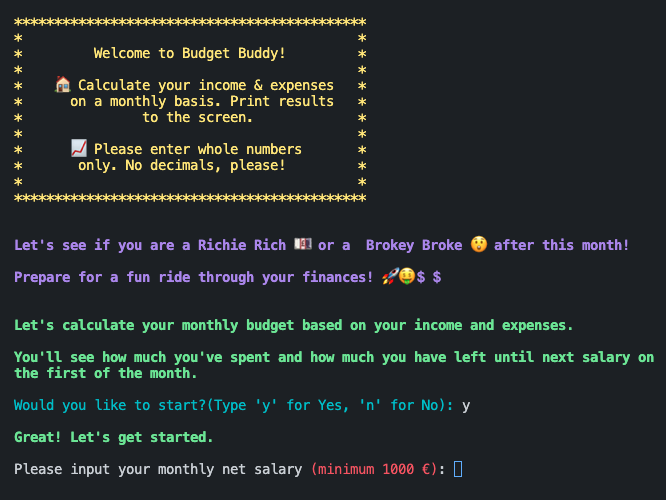 ********************************************
*                                          *
*         Welcome to Budget Buddy!         *
*                                          *
*    🏠 Calculate your income & expenses   *
*      on a monthly basis. Print results   *
*               to the screen.             *
*                                          *
*      📈 Please enter whole numbers       *
*       only. No decimals, please!         *
*                                          *
********************************************
Let's see if you are a Richie Rich 💵 or a  Brokey Broke 😲 after this month!
Prepare for a fun ride through your finances! 🚀🤑$ $
Let's calculate your monthly budget based on your income and expenses.
You'll see how much you've spent and how much you have left until next salary on
the first of the month.
Would you like to start?(Type 'y' for Yes, 'n' for No): y
Great! Let's get started.
Please input your monthly net salary (minimum 1000 €):